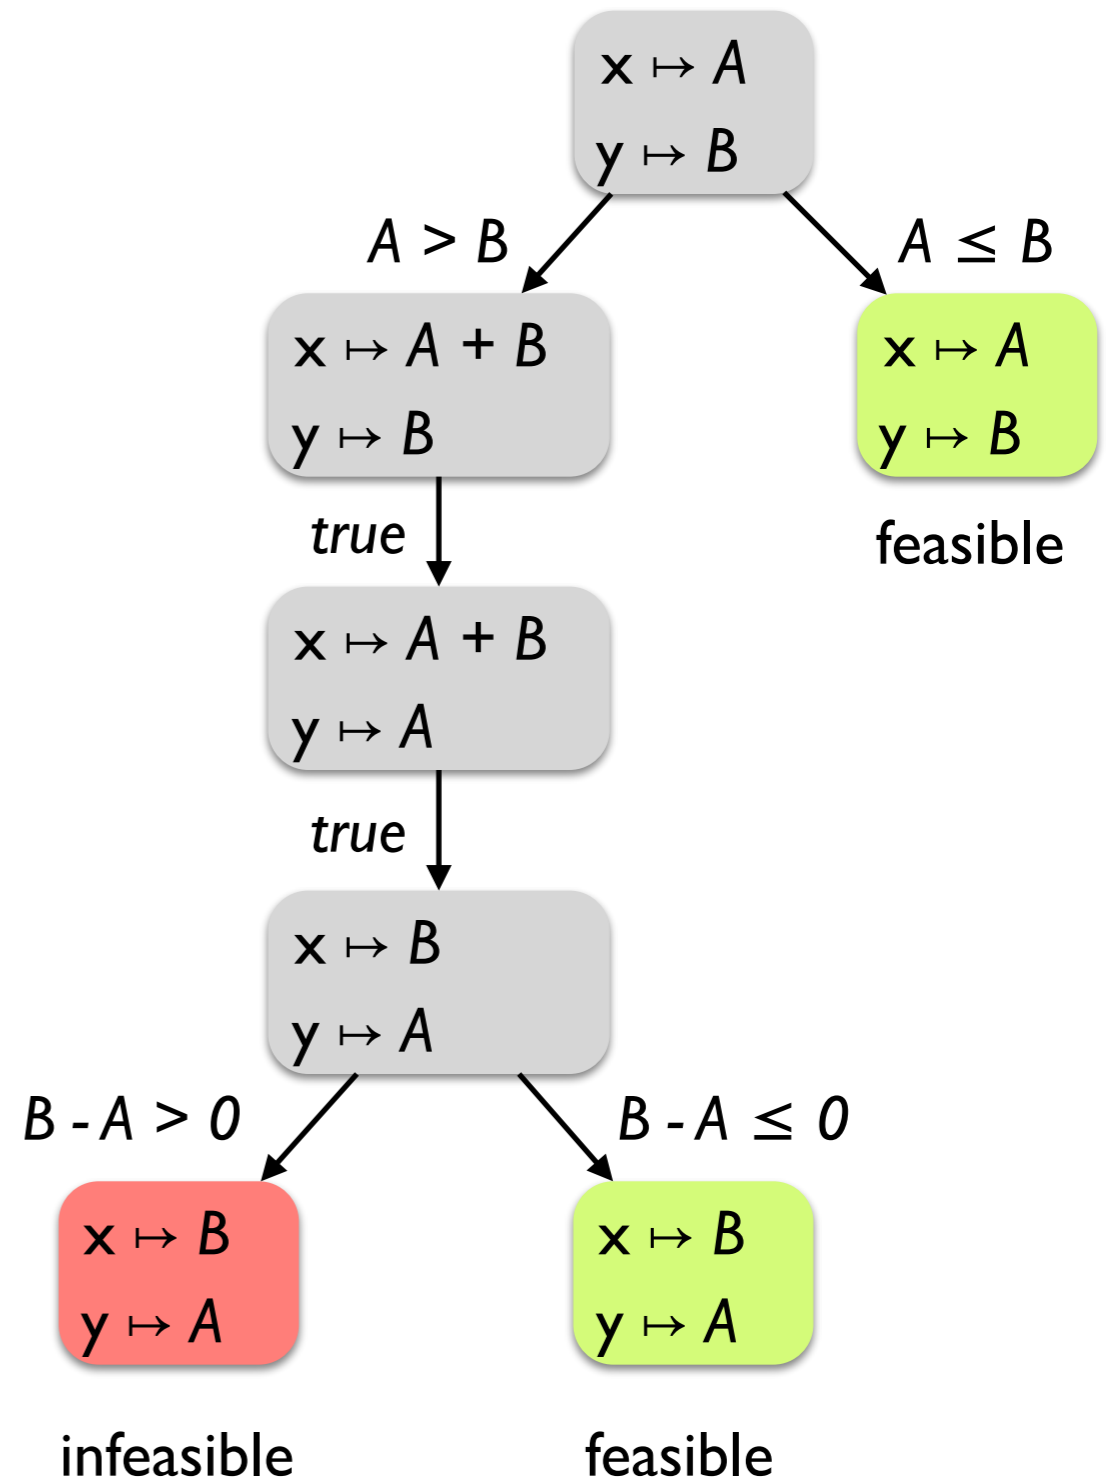 x ↦ A
y ↦ B
A > B
A ≤ B
x ↦ A + B
y ↦ B
x ↦ A
y ↦ B
feasible
true
x ↦ A + B
y ↦ A
true
x ↦ B
y ↦ A
B - A > 0
B - A ≤ 0
x ↦ B
y ↦ A
x ↦ B
y ↦ A
infeasible
feasible